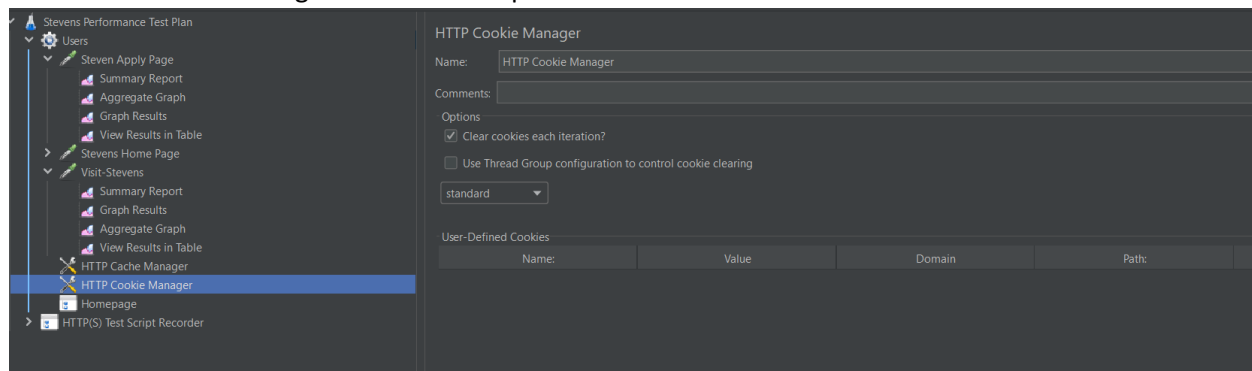 Stevens Performance Test Plan
Users
Steven Apply Page
Summary Report
Aggregate Graph
Graph Results
View Results in Table
Stevens Home Page
Visit-Stevens
Summary Report
Graph Results
Aggregate Graph
View Results in Table
HTTP Cache Manager
HTTP Cookie Manager
Homepage
HTTP(S) Test Script Recorder
HTTP Cookie Manager
Name: HTTP Cookie Manager
Comments:
Options
Clear cookies each iteration?
Use Thread Group configuration to control cookie clearing
standard
User-Defined Cookies
Name: Value Domain Path: